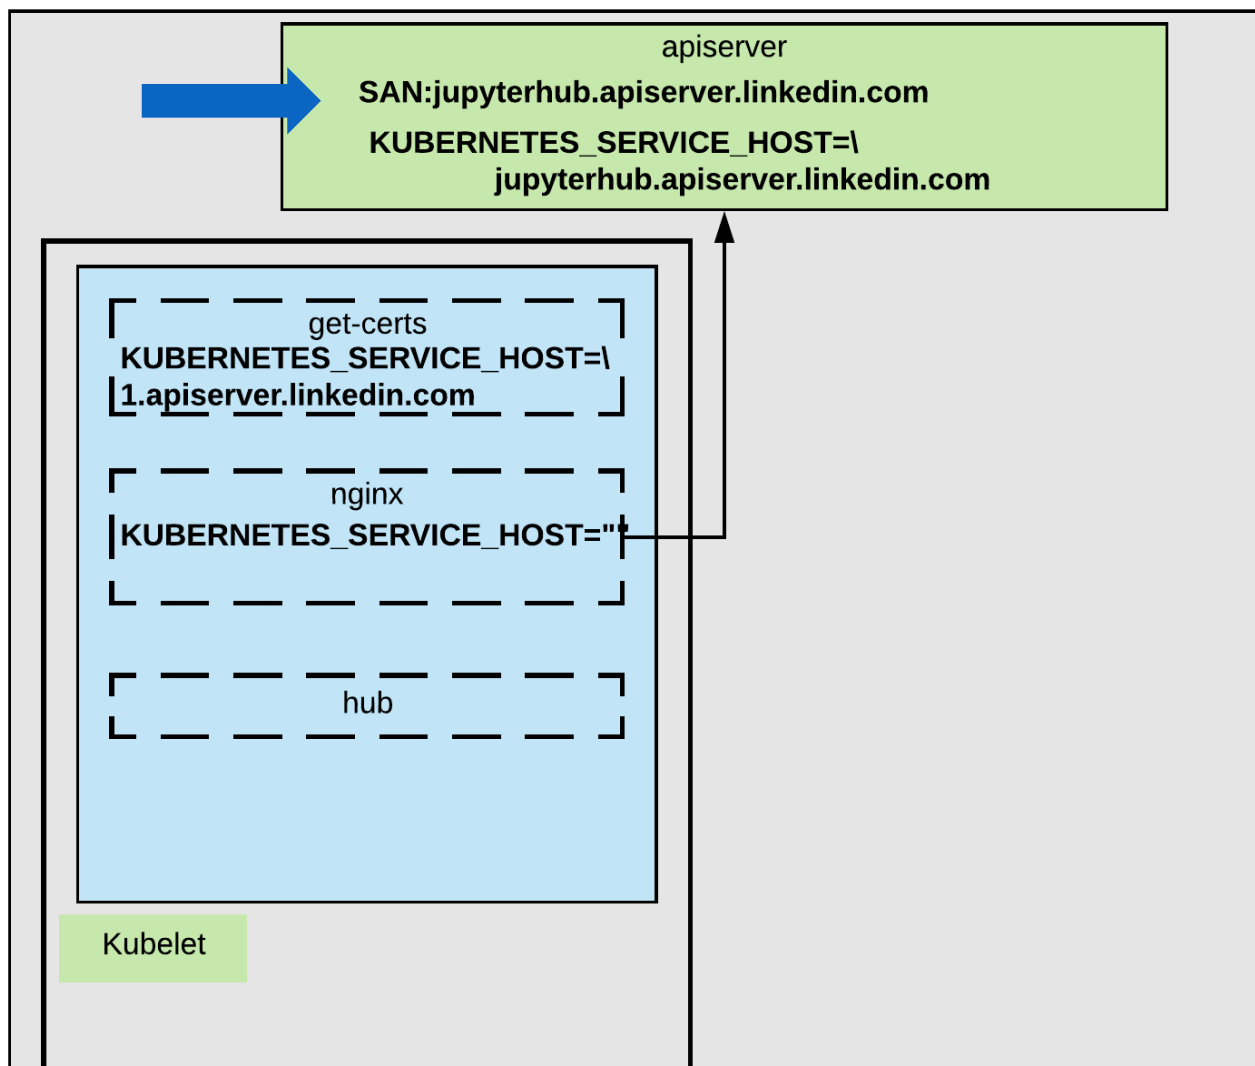 apiserver
SAN:jupyterhub.apiserver.linkedin.com
KUBERNETES_SERVICE_HOST=\
jupyterhub.apiserver.linkedin.com
get-certs
KUBERNETES_SERVICE_HOST=\
1.apiserver.linkedin.com
nginx
KUBERNETES_SERVICE_HOST=""
hub
Kubelet